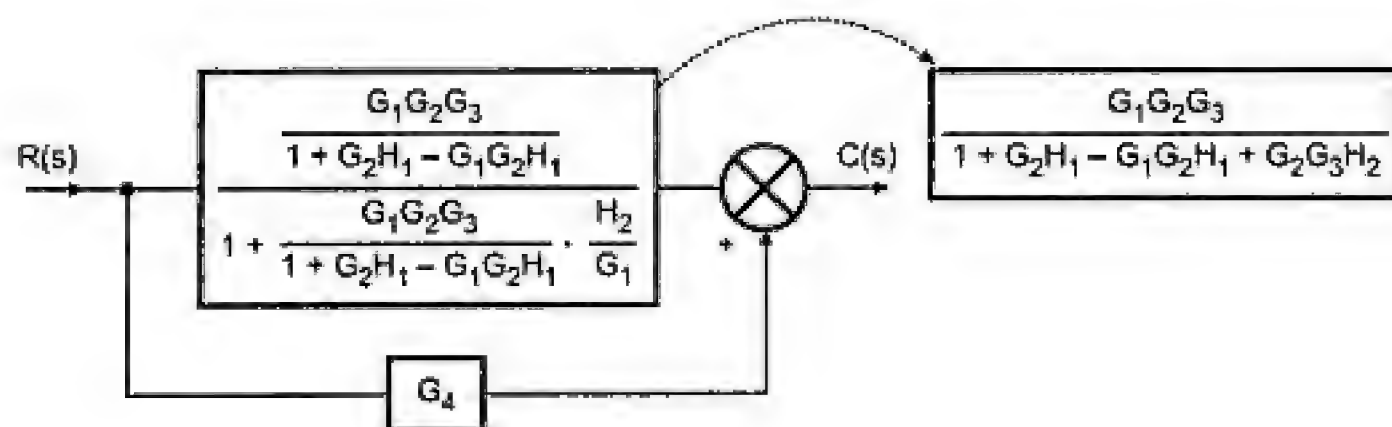 G₁G₂G₃
1 + G₂H₁ – G₁G₂H₁
1 + G₁G₂G₃ / 1 + G₂H₁ – G₁G₂H₁ · H₂ / G₁
R(s)
+
C(s)
G₁G₂G₃
1 + G₂H₁ – G₁G₂H₁ + G₂G₃H₂
G₄